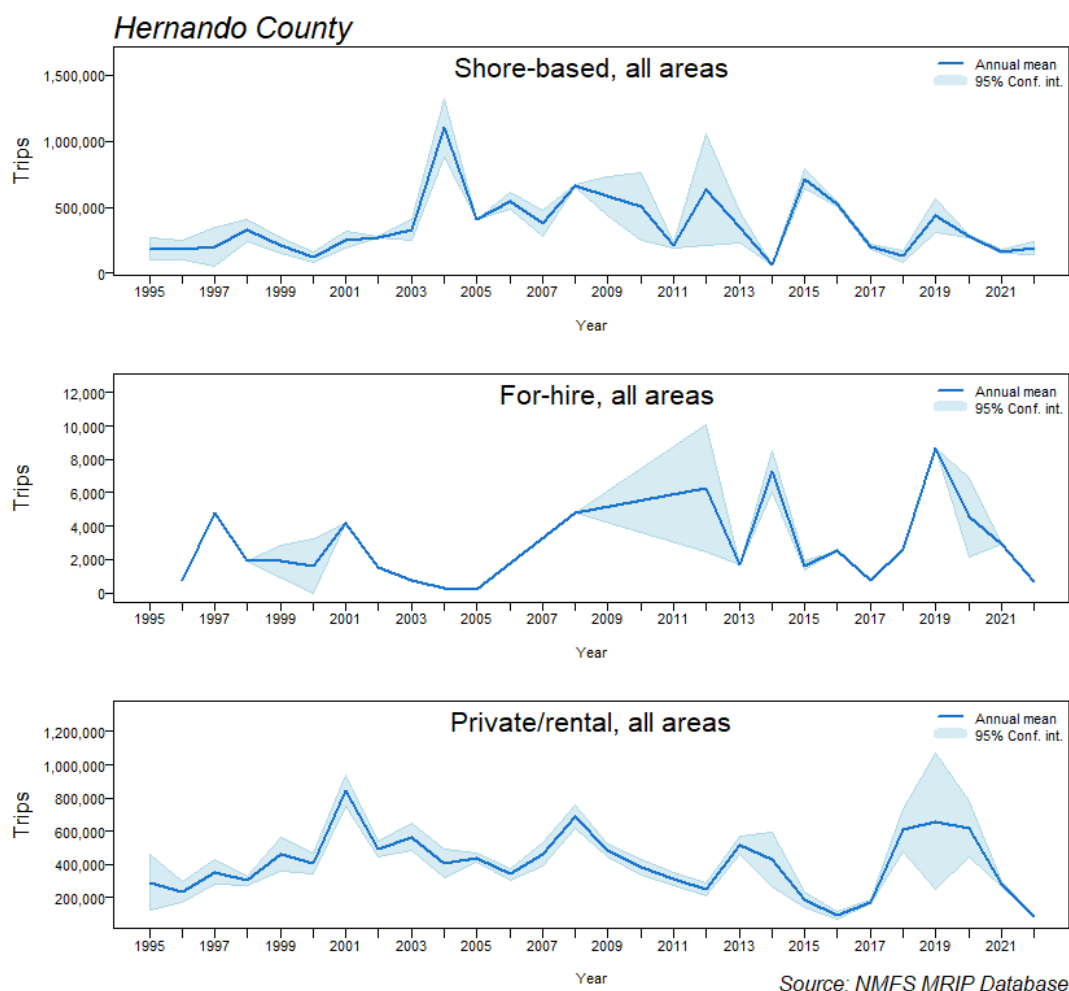 Hernando County
Shore-based, all areas
Annual mean
95% Conf. int.
Trips
1,500,000
1,000,000
500,000
0
1995 1997 1999 2001 2003 2005 2007 2009 2011 2013 2015 2017 2019 2021
Year
For-hire, all areas
Annual mean
95% Conf. int.
Trips
12,000
10,000
8,000
6,000
4,000
2,000
0
1995 1997 1999 2001 2003 2005 2007 2009 2011 2013 2015 2017 2019 2021
Year
Private/rental, all areas
Annual mean
95% Conf. int.
Trips
1,200,000
1,000,000
800,000
600,000
400,000
200,000
1995 1997 1999 2001 2003 2005 2007 2009 2011 2013 2015 2017 2019 2021
Year
Source: NMFS MRIP Database